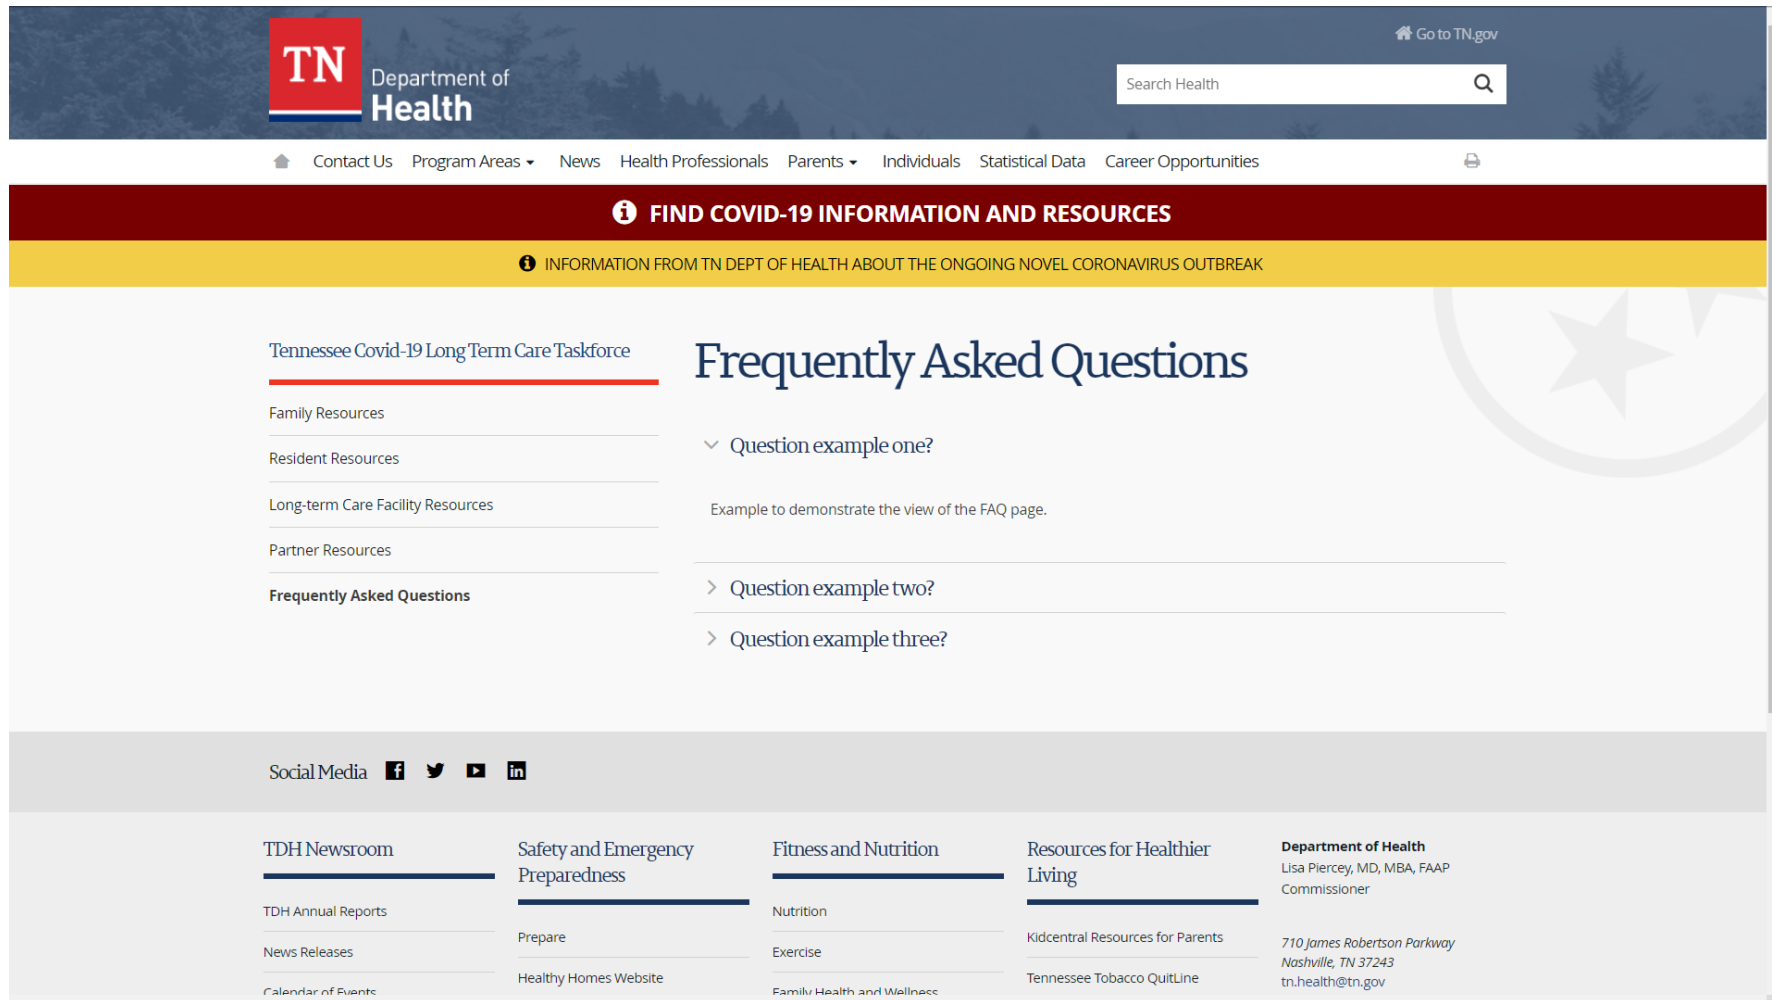 TN
Department of
Health
Go to TN.gov
Search Health
Contact Us Program Areas News Health Professionals Parents Individuals Statistical Data Career Opportunities
FIND COVID-19 INFORMATION AND RESOURCES
INFORMATION FROM TN DEPT OF HEALTH ABOUT THE ONGOING NOVEL CORONAVIRUS OUTBREAK
Tennessee Covid-19 Long Term Care Taskforce
Family Resources
Resident Resources
Long-term Care Facility Resources
Partner Resources
Frequently Asked Questions
Frequently Asked Questions
Question example one?
Example to demonstrate the view of the FAQ page.
Question example two?
Question example three?
Social Media
TDH Newsroom
TDH Annual Reports
News Releases
Calendar of Events
Safety and Emergency
Preparedness
Prepare
Healthy Homes Website
Fitness and Nutrition
Nutrition
Exercise
Family Health and Wellness
Resources for Healthier
Living
Kidcentral Resources for Parents
Tennessee Tobacco QuitLine
Department of Health
Lisa Piercey, MD, MBA, FAAP
Commissioner
710 James Robertson Parkway
Nashville, TN 37243
tn.health@tn.gov